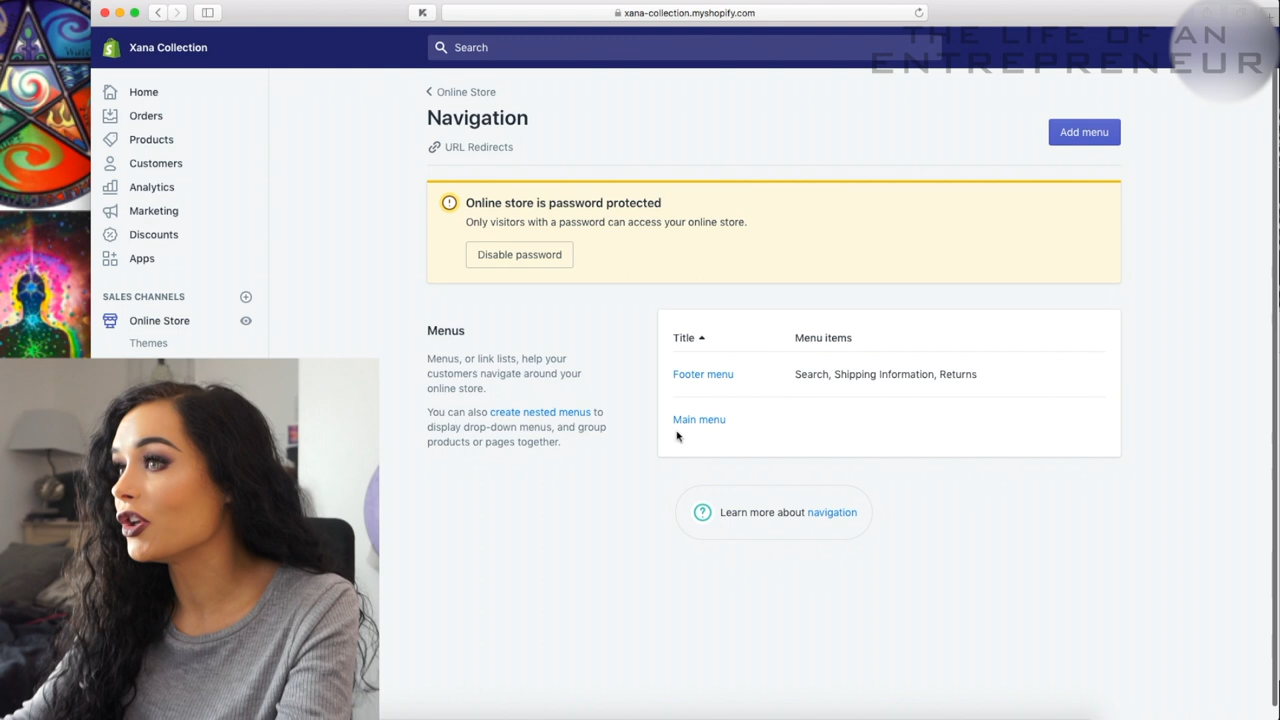 xana-collection.myshopify.com
THE LIFE OF AN
ENTREPRENEUR
Xana Collection
Search
Home
Orders
Products
Customers
Analytics
Marketing
Discounts
Apps
SALES CHANNELS
Online Store
Themes
Online Store
Navigation
URL Redirects
Add menu
Online store is password protected
Only visitors with a password can access your online store.
Disable password
Menus
Menus, or link lists, help your
customers navigate around your
online store.
You can also create nested menus to
display drop-down menus, and group
products or pages together.
Title Menu items
Footer menu Search, Shipping Information, Returns
Main menu
Learn more about navigation